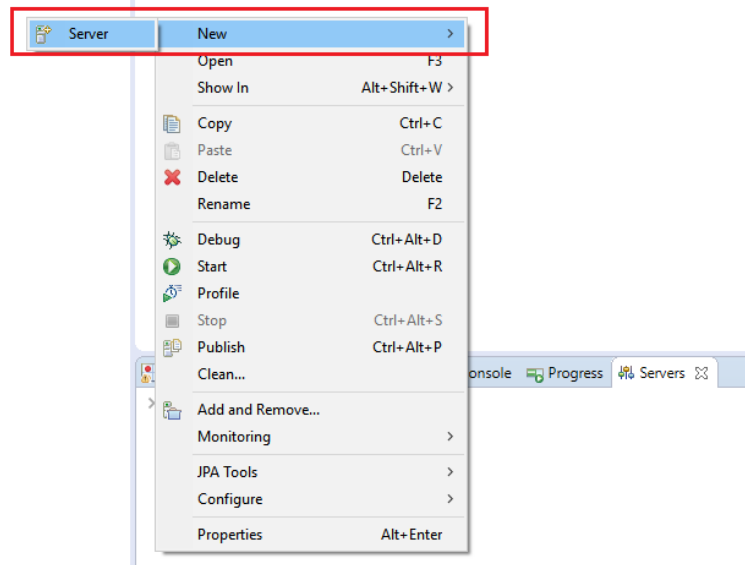 Server
New >
Open F3
Show In Alt+Shift+W >
Copy Ctrl+C
Paste Ctrl+V
Delete Delete
Rename F2
Debug Ctrl+Alt+D
Start Ctrl+Alt+R
Profile
Stop Ctrl+Alt+S
Publish Ctrl+Alt+P
Clean...
onsole Progress Servers
Add and Remove...
Monitoring >
JPA Tools >
Configure >
Properties Alt+Enter